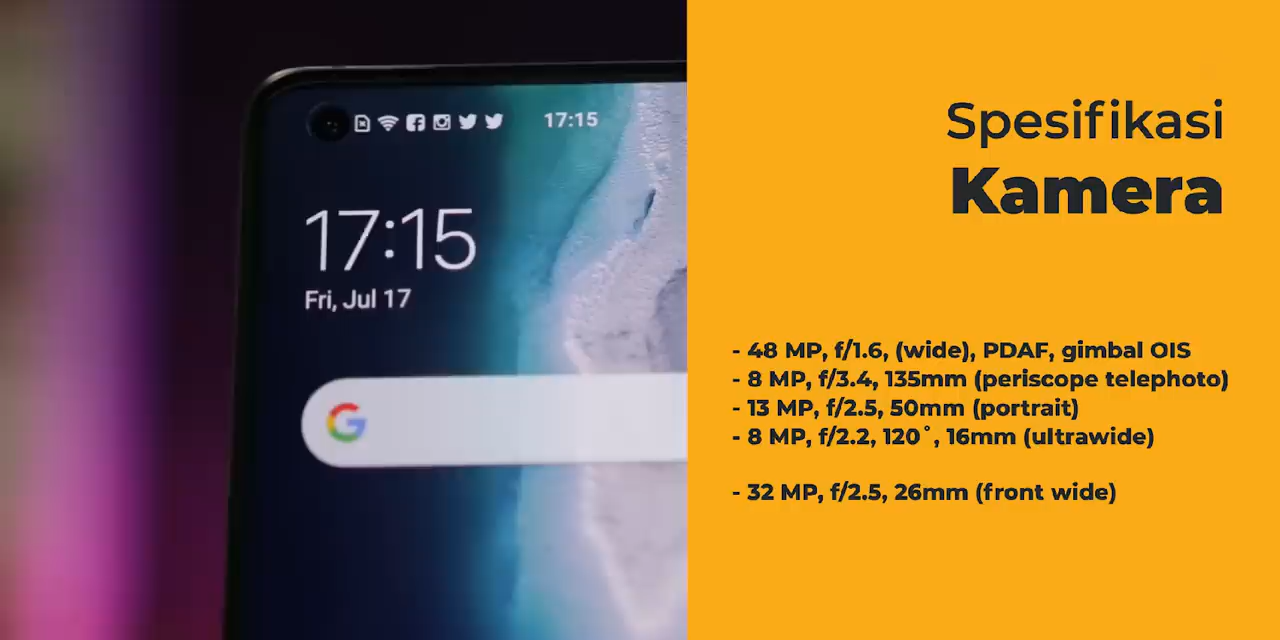 17:15
17:15
Fri, Jul 17
G
Spesifikasi
Kamera
- 48 MP, f/1.6, (wide), PDAF, gimbal OIS
- 8 MP, f/3.4, 135mm (periscope telephoto)
- 13 MP, f/2.5, 50mm (portrait)
- 8 MP, f/2.2, 120˚, 16mm (ultrawide)
- 32 MP, f/2.5, 26mm (front wide)